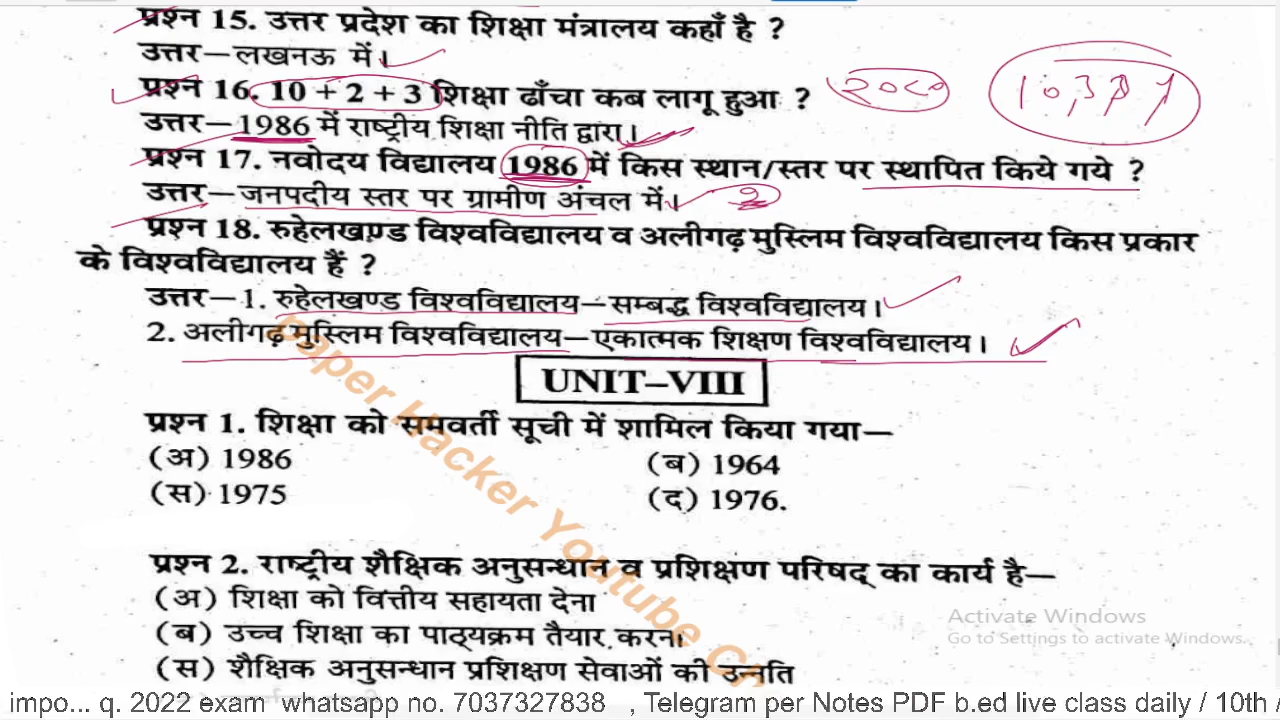 प्रश्न 15. उत्तर प्रदेश का शिक्षा मंत्रालय कहाँ है ?
उत्तर—लखनऊ में।
प्रश्न 16. 10 + 2 + 3 शिक्षा ढाँचा कब लागू हुआ ?
उत्तर—1986 में राष्ट्रीय शिक्षा नीति द्वारा।
प्रश्न 17. नवोदय विद्यालय 1986 में किस स्थान/स्तर पर स्थापित किये गये ?
उत्तर—जनपदीय स्तर पर ग्रामीण अंचल में।
प्रश्न 18. रुहेलखण्ड विश्वविद्यालय व अलीगढ़ मुस्लिम विश्वविद्यालय किस प्रकार
के विश्वविद्यालय हैं ?
उत्तर—1. रुहेलखण्ड विश्वविद्यालय—सम्बद्ध विश्वविद्यालय।
2. अलीगढ़ मुस्लिम विश्वविद्यालय—एकात्मक शिक्षण विश्वविद्यालय।
UNIT–VIII
प्रश्न 1. शिक्षा को समवर्ती सूची में शामिल किया गया—
(अ) 1986 (ब) 1964
(स) 1975 (द) 1976.
प्रश्न 2. राष्ट्रीय शैक्षिक अनुसन्धान व प्रशिक्षण परिषद् का कार्य है—
(अ) शिक्षा को वित्तीय सहायता देना
(ब) उच्च शिक्षा का पाठ्यक्रम तैयार करना
(स) शैक्षिक अनुसन्धान प्रशिक्षण सेवाओं की उन्नति
paper Hacker Youtube
Activate Windows
Go to Settings to activate Windows.
impo... q. 2022 exam whatsapp no. 7037327838 , Telegram per Notes PDF b.ed live class daily / 10th /